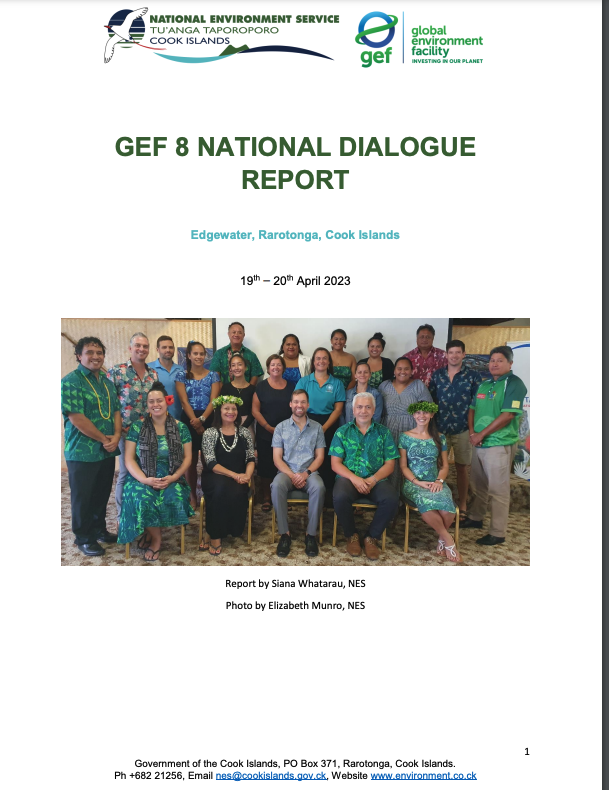 NATIONAL ENVIRONMENT SERVICE
TU'ANGA TAPOROPORO
COOK ISLANDS
gef
global
environment
facility
INVESTING IN OUR PLANET
GEF 8 NATIONAL DIALOGUE
REPORT
Edgewater, Rarotonga, Cook Islands
19th – 20th April 2023
Report by Siana Whatarau, NES
Photo by Elizabeth Munro, NES
1
Government of the Cook Islands, PO Box 371, Rarotonga, Cook Islands.
Ph +682 21256, Email nes@cookislands.gov.ck, Website www.environment.co.ck